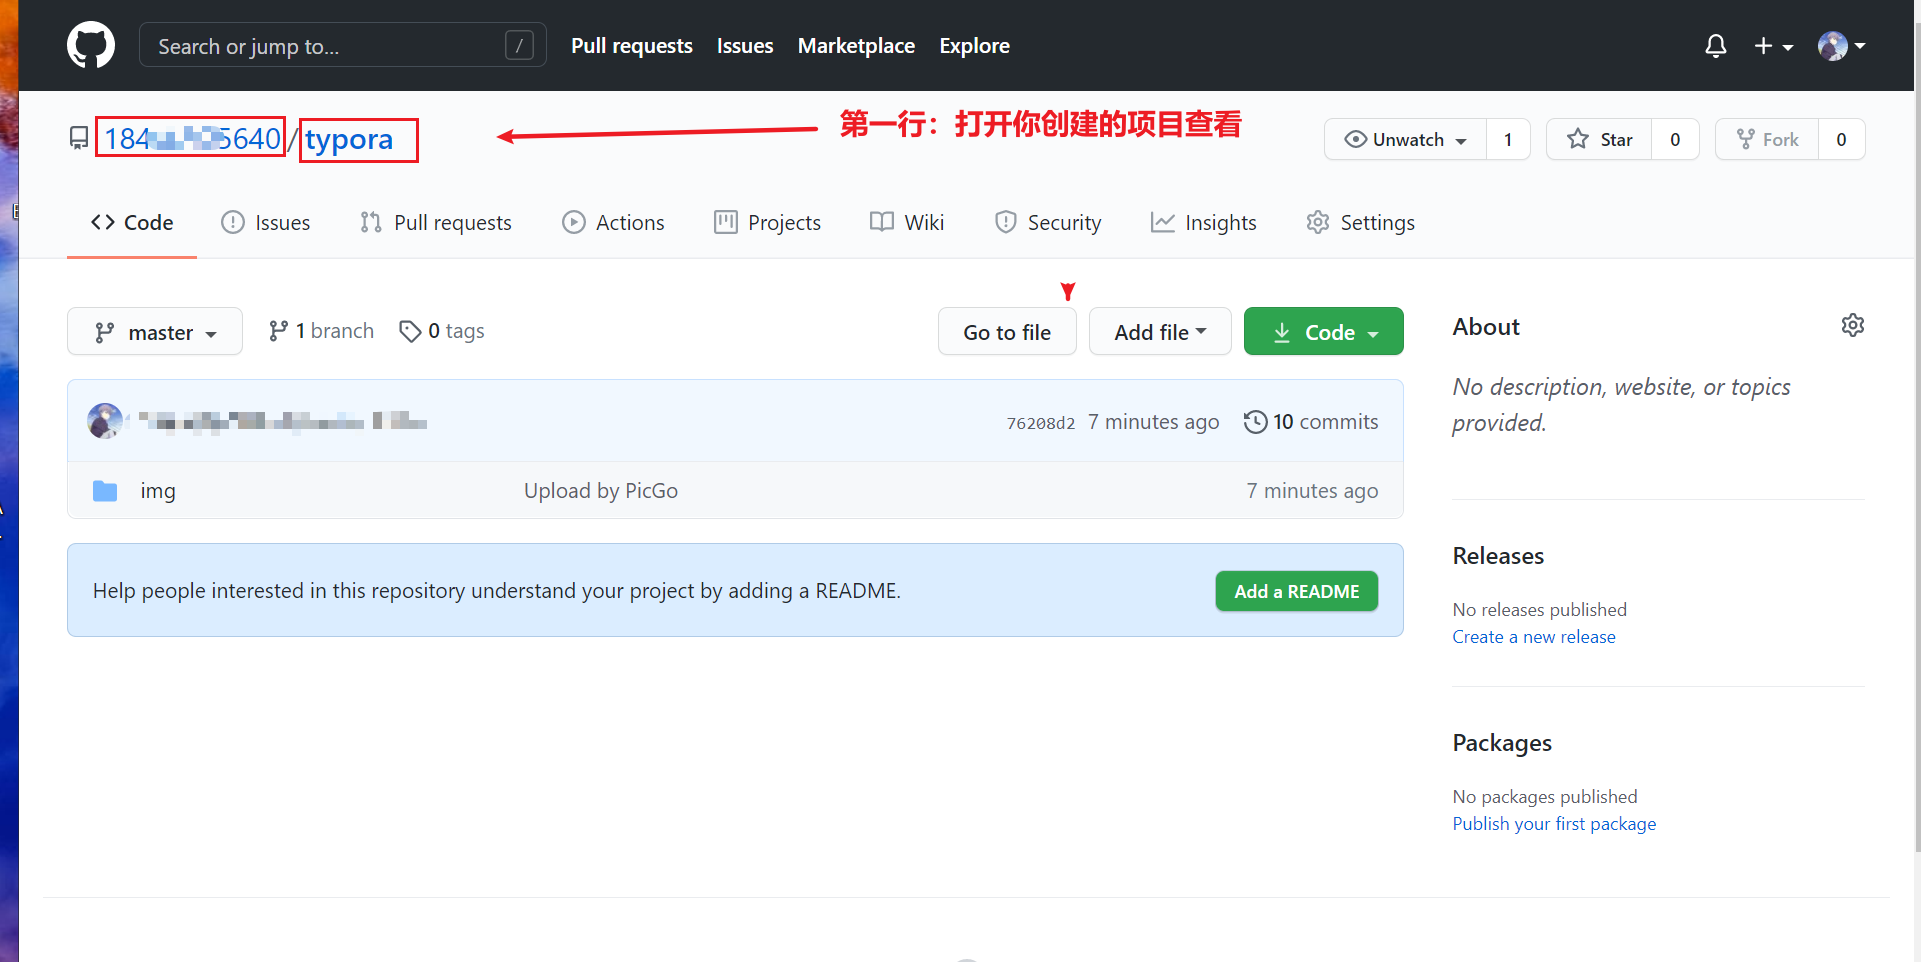 Search or jump to... /
Pull requests
Issues
Marketplace
Explore
/typora
第一行：打开你创建的项目查看
Unwatch 1
Star 0
Fork 0
Code
Issues
Pull requests
Actions
Projects
Wiki
Security
Insights
Settings
master
1 branch
0 tags
Go to file
Add file
Code
76208d2 7 minutes ago 10 commits
img
Upload by PicGo
7 minutes ago
Help people interested in this repository understand your project by adding a README.
Add a README
About
No description, website, or topics
provided.
Releases
No releases published
Create a new release
Packages
No packages published
Publish your first package